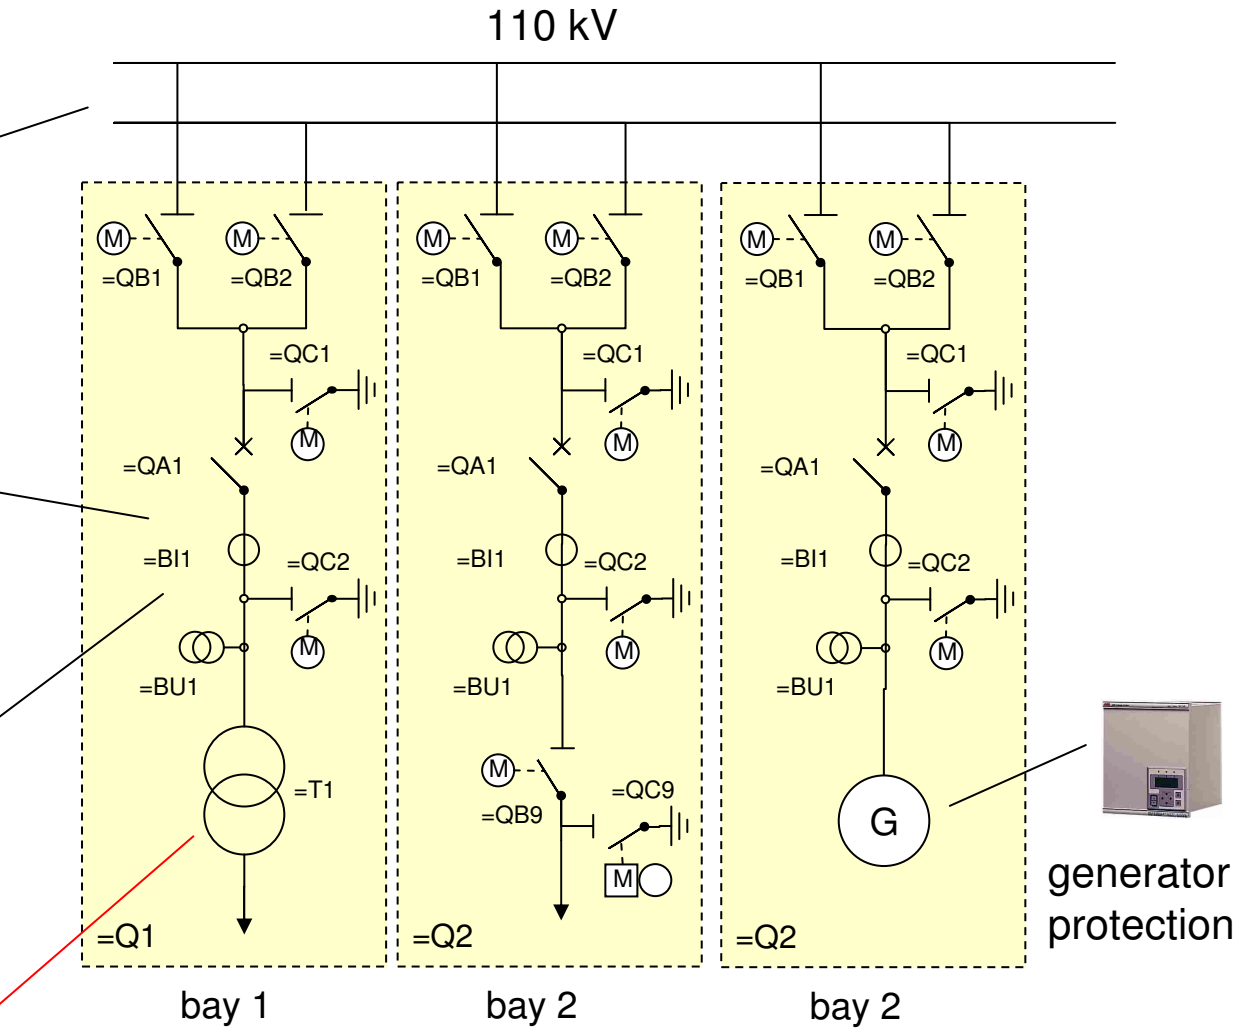 110 kV
M M M M M M
=QB1 =QB2 =QB1 =QB2 =QB1 =QB2
=QC1 =QC1 =QC1
M M M
=QA1 =QA1 =QA1
=BI1 =QC2 =BI1 =QC2 =BI1 =QC2
M M M
=BU1 =BU1 =BU1
M
=T1 =QC9
=QB9 G
M
generator
protection
=Q1 =Q2 =Q2
bay 1 bay 2 bay 2